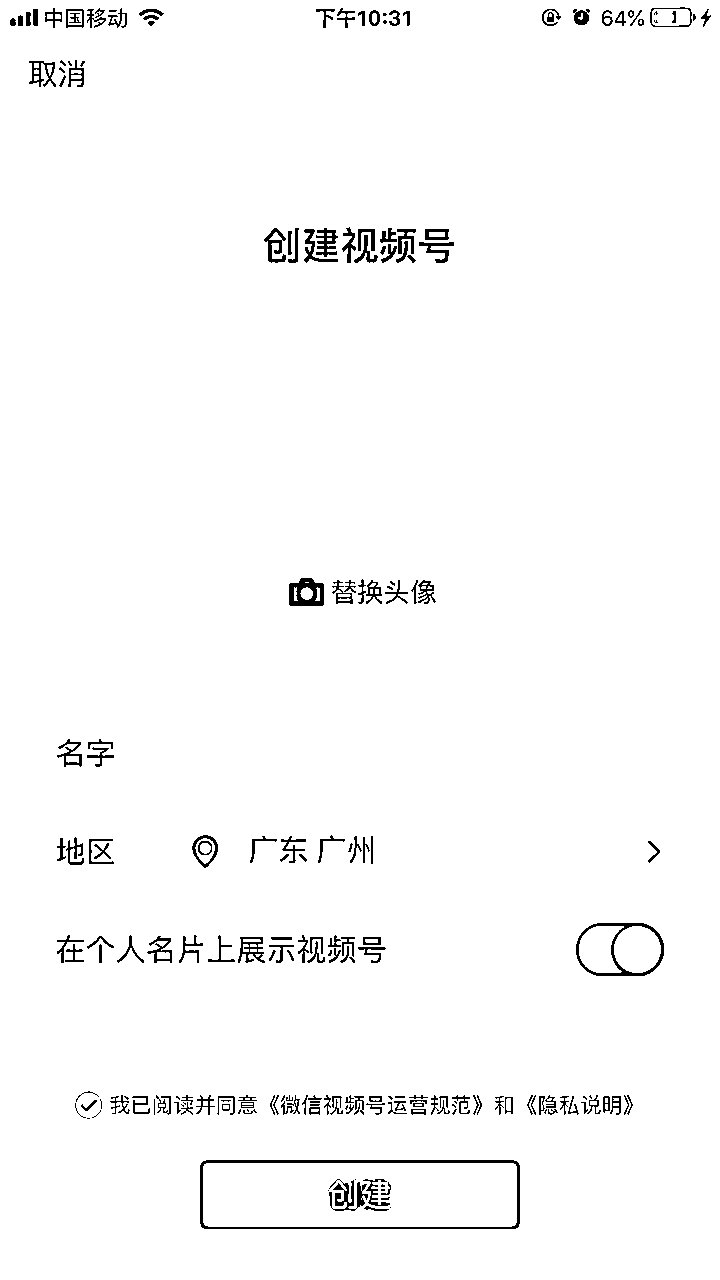 中国移动 下午10:31 64%
取消
创建视频号
替换头像
名字
地区 广东 广州
在个人名片上展示视频号
我已阅读并同意《微信视频号运营规范》和《隐私说明》
创建